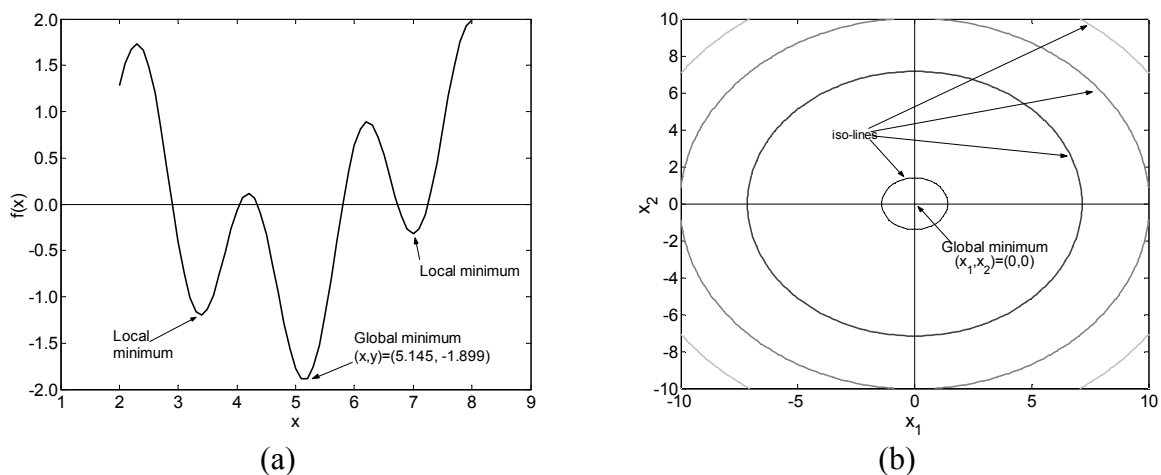 2.0
1.5
1.0
0.5
0.0
-0.5
-1.0
-1.5
-2.0
f(x)
1 2 3 4 5 6 7 8 9
x
Local minimum
Local
minimum
Global minimum
(x,y)=(5.145, -1.899)
(a)
10
8
6
4
2
0
-2
-4
-6
-8
-10
x2
-10 -5 0 5 10
x1
iso-lines
Global minimum
(x1,x2)=(0,0)
(b)